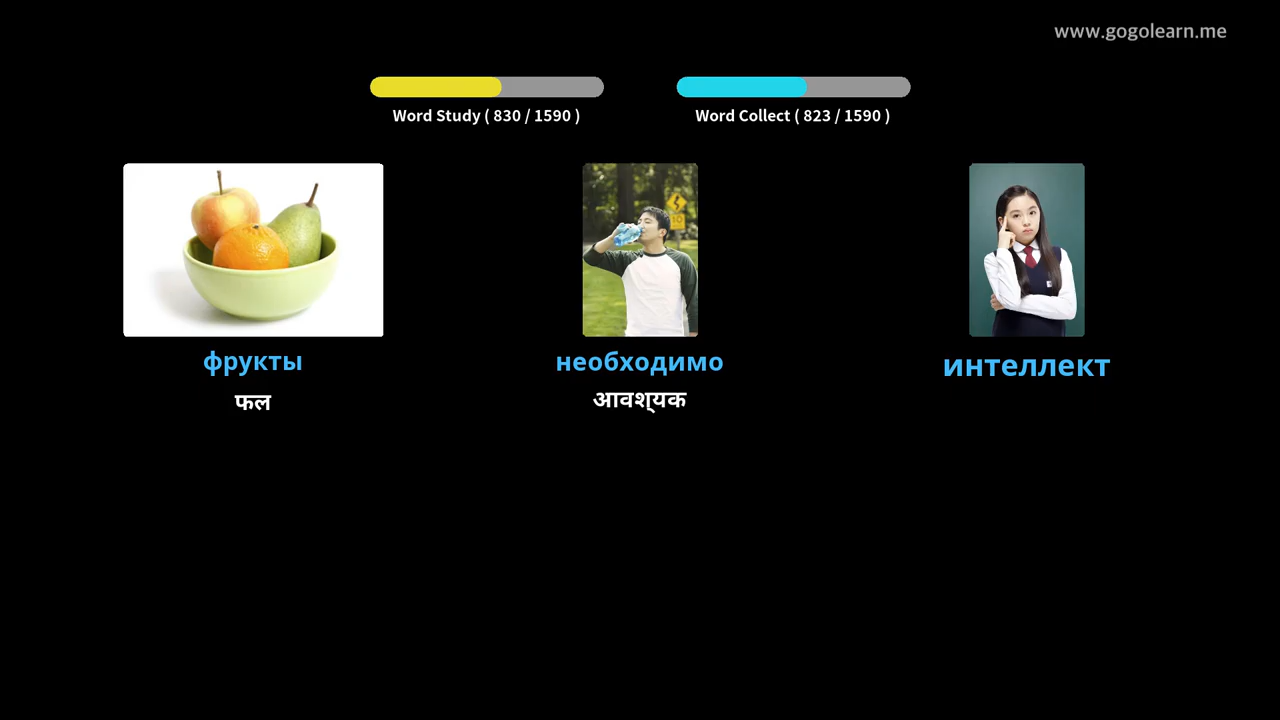 www.gogolearn.me
Word Study ( 830 / 1590 )
Word Collect ( 823 / 1590 )
фрукты
необходимо
интеллект
फल
आवश्यक